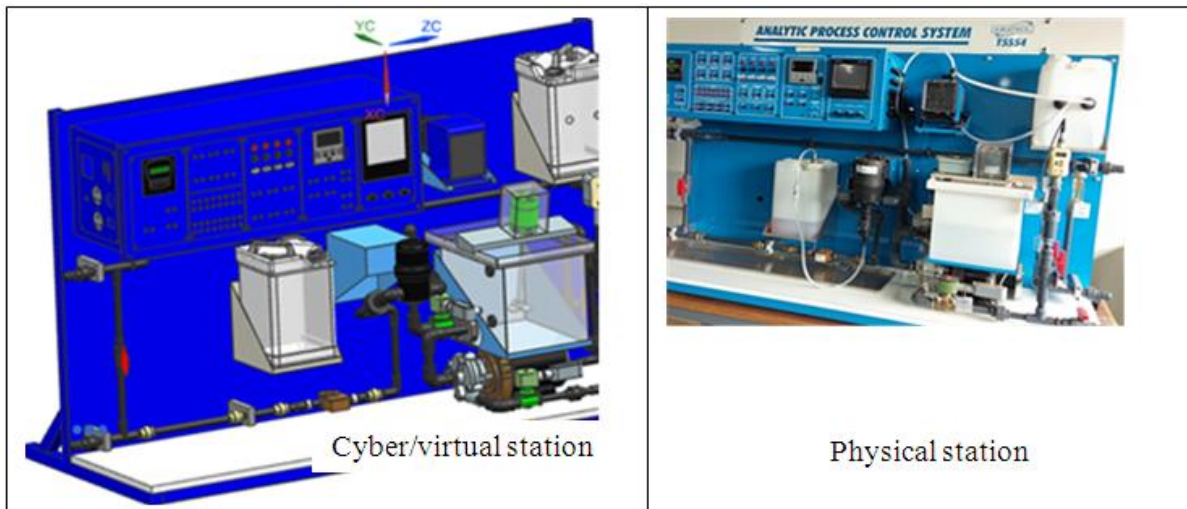 YC
ZC
XC
Cyber/virtual station
ANALYTIC PROCESS CONTROL SYSTEM
T5554
Physical station